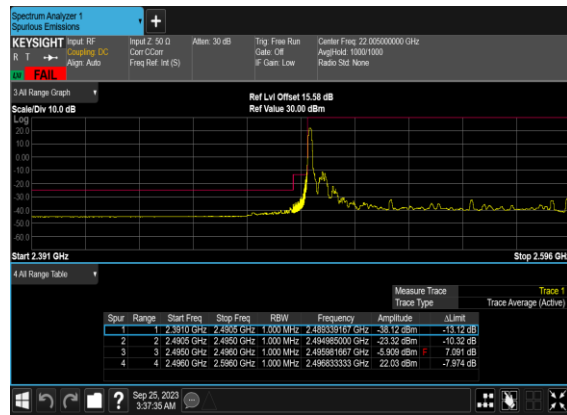 Spectrum Analyzer 1
Spurious Emissions
KEYSIGHT Input: RF Input Z: 50 Ω Atten: 30 dB Trig: Free Run Center Freq: 22.005000000 GHz
R T Coupling: DC Corr CCorr Gate: Off Avg|Hold: 1000/1000
Align: Auto Freq Ref: Int (S) IF Gain: Low Radio Std: None
FAIL
3 All Range Graph
Ref Lvl Offset 15.58 dB
Scale/Div 10.0 dB Ref Value 30.00 dBm
Log
20.0
10.0
0.00
-10.0
-20.0
-30.0
-40.0
-50.0
-60.0
Start 2.391 GHz Stop 2.596 GHz
4 All Range Table
Measure Trace Trace 1
Trace Type Trace Average (Active)
Spur Range Start Freq Stop Freq RBW Frequency Amplitude ΔLimit
1 1 2.3910 GHz 2.4905 GHz 1.000 MHz 2.489339167 GHz -38.12 dBm -13.12 dB
2 2 2.4905 GHz 2.4950 GHz 1.000 MHz 2.494985000 GHz -23.32 dBm -10.32 dB
3 3 2.4950 GHz 2.4960 GHz 1.000 MHz 2.495981667 GHz -5.909 dBm F 7.091 dB
4 4 2.4960 GHz 2.5960 GHz 1.000 MHz 2.496833333 GHz 22.03 dBm -7.974 dB
? Sep 25, 2023
3:37:35 AM